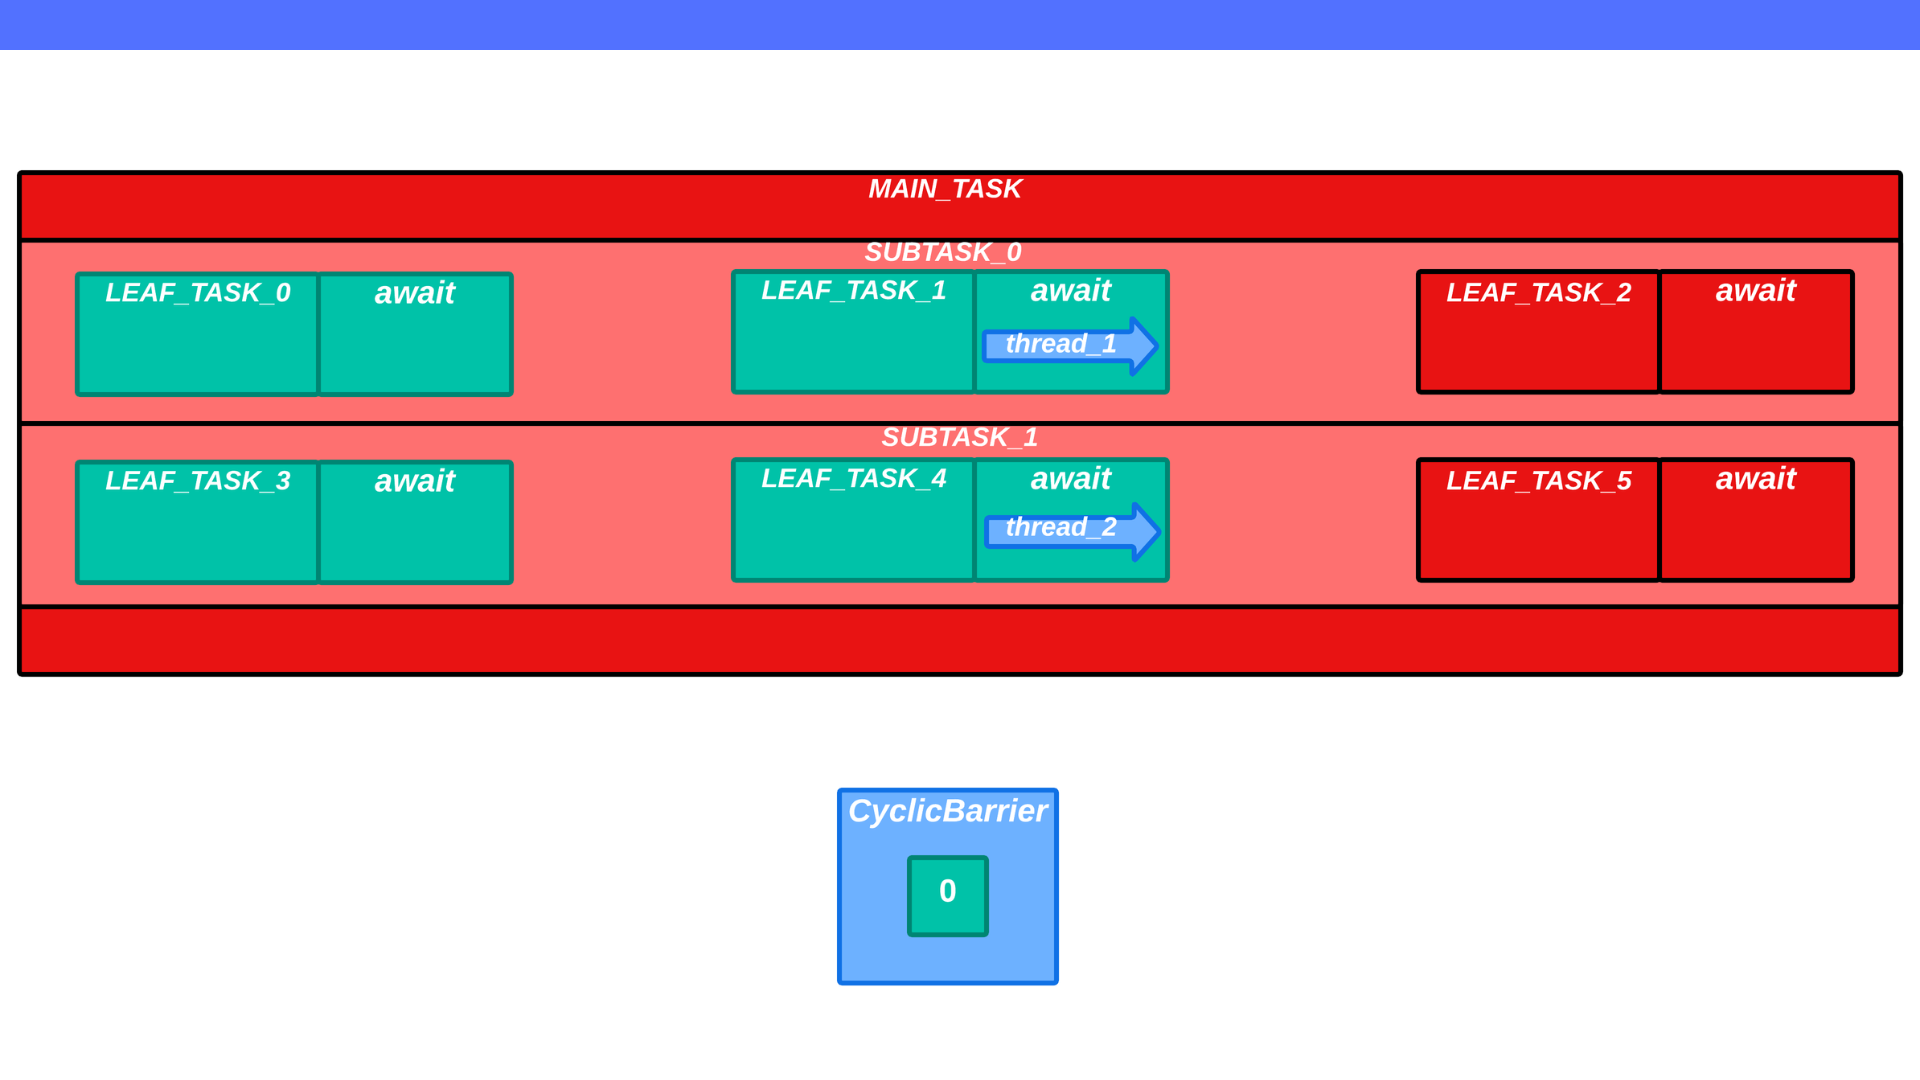 MAIN_TASK
SUBTASK_0
LEAF_TASK_0 await
LEAF_TASK_1 await
thread_1
LEAF_TASK_2 await
SUBTASK_1
LEAF_TASK_3 await
LEAF_TASK_4 await
thread_2
LEAF_TASK_5 await
CyclicBarrier
0